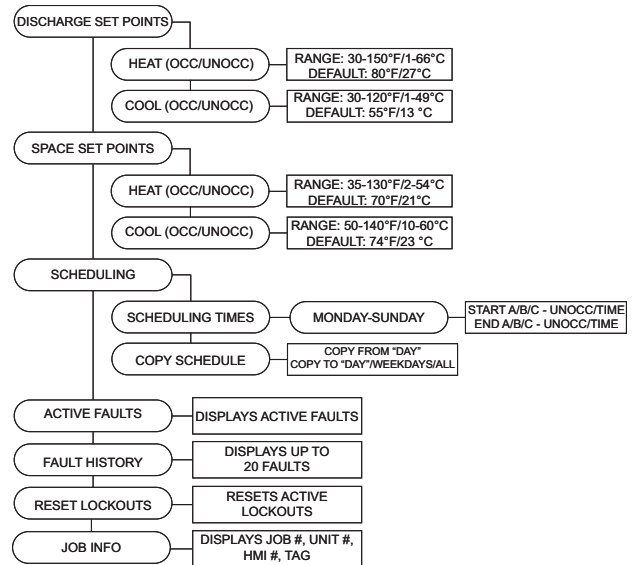 DISCHARGE SET POINTS
HEAT (OCC/UNOCC)
RANGE: 30-150°F/1-66°C
DEFAULT: 80°F/27°C
COOL (OCC/UNOCC)
RANGE: 30-120°F/1-49°C
DEFAULT: 55°F/13 °C
SPACE SET POINTS
HEAT (OCC/UNOCC)
RANGE: 35-130°F/2-54°C
DEFAULT: 70°F/21°C
COOL (OCC/UNOCC)
RANGE: 50-140°F/10-60°C
DEFAULT: 74°F/23 °C
SCHEDULING
SCHEDULING TIMES
MONDAY-SUNDAY
START A/B/C - UNOCC/TIME
END A/B/C - UNOCC/TIME
COPY SCHEDULE
COPY FROM “DAY”
COPY TO “DAY”/WEEKDAYS/ALL
ACTIVE FAULTS
DISPLAYS ACTIVE FAULTS
FAULT HISTORY
DISPLAYS UP TO
20 FAULTS
RESET LOCKOUTS
RESETS ACTIVE
LOCKOUTS
JOB INFO
DISPLAYS JOB #, UNIT #,
HMI #, TAG